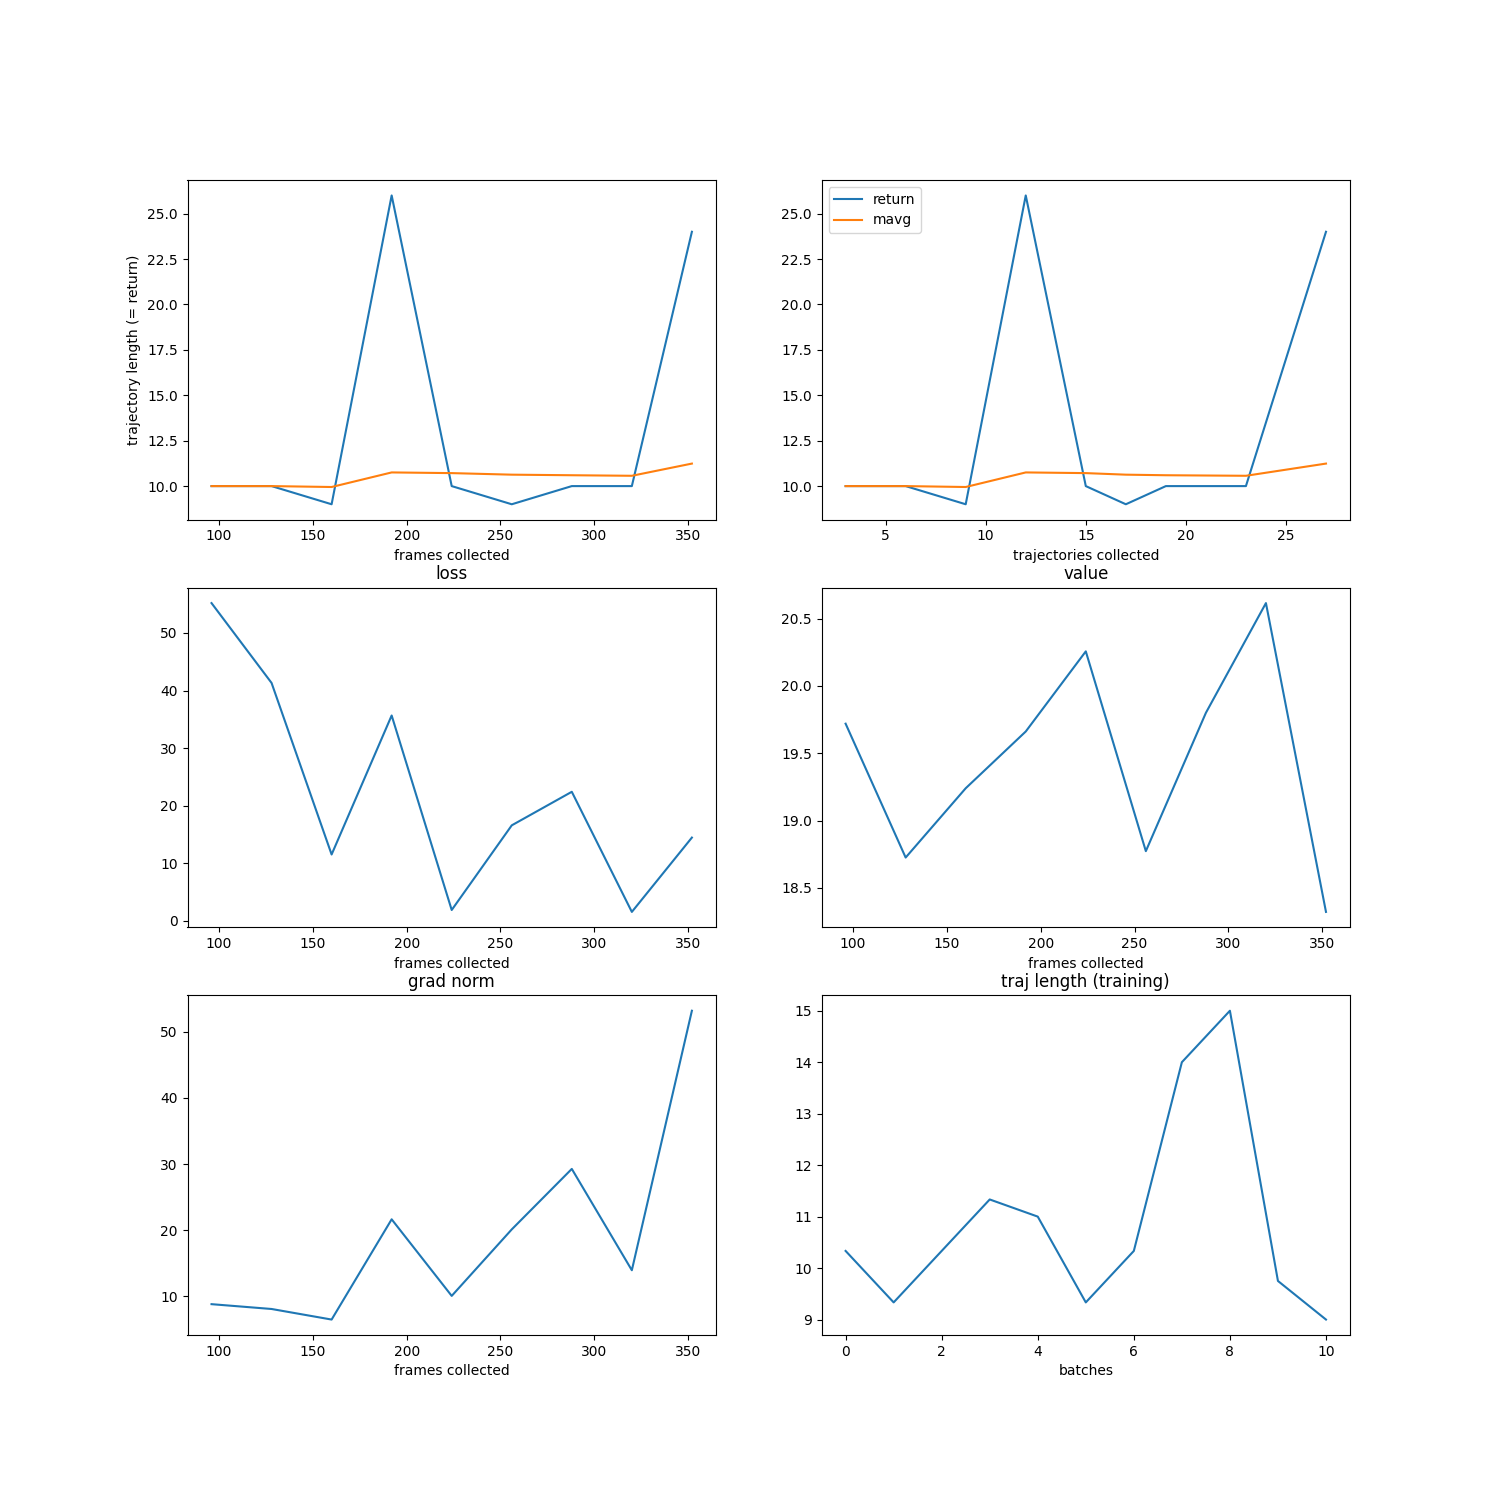 25.0
22.5
20.0
17.5
15.0
12.5
10.0
trajectory length (= return)
100 150 200 250 300 350
frames collected
return
mavg
25.0
22.5
20.0
17.5
15.0
12.5
10.0
5 10 15 20 25
trajectories collected
loss
50
40
30
20
10
0
100 150 200 250 300 350
frames collected
value
20.5
20.0
19.5
19.0
18.5
100 150 200 250 300 350
frames collected
grad norm
50
40
30
20
10
100 150 200 250 300 350
frames collected
traj length (training)
15
14
13
12
11
10
9
0 2 4 6 8 10
batches